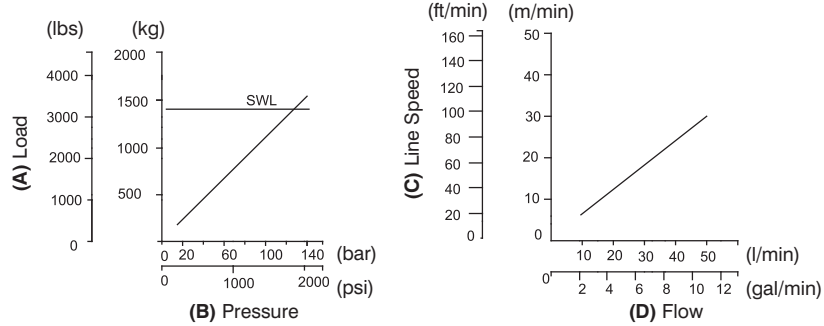 (lbs)
(kg)
4000
3000
2000
1000
0
(A) Load
2000
1500
1000
500
SWL
0 20 60 100 140 (bar)
0 1000 2000 (psi)
(B) Pressure
(ft/min)
(m/min)
160
140
120
100
80
60
40
20
0
(C) Line Speed
50
40
30
20
10
0
10 20 30 40 50 (l/min)
0 2 4 6 8 10 12 (gal/min)
(D) Flow